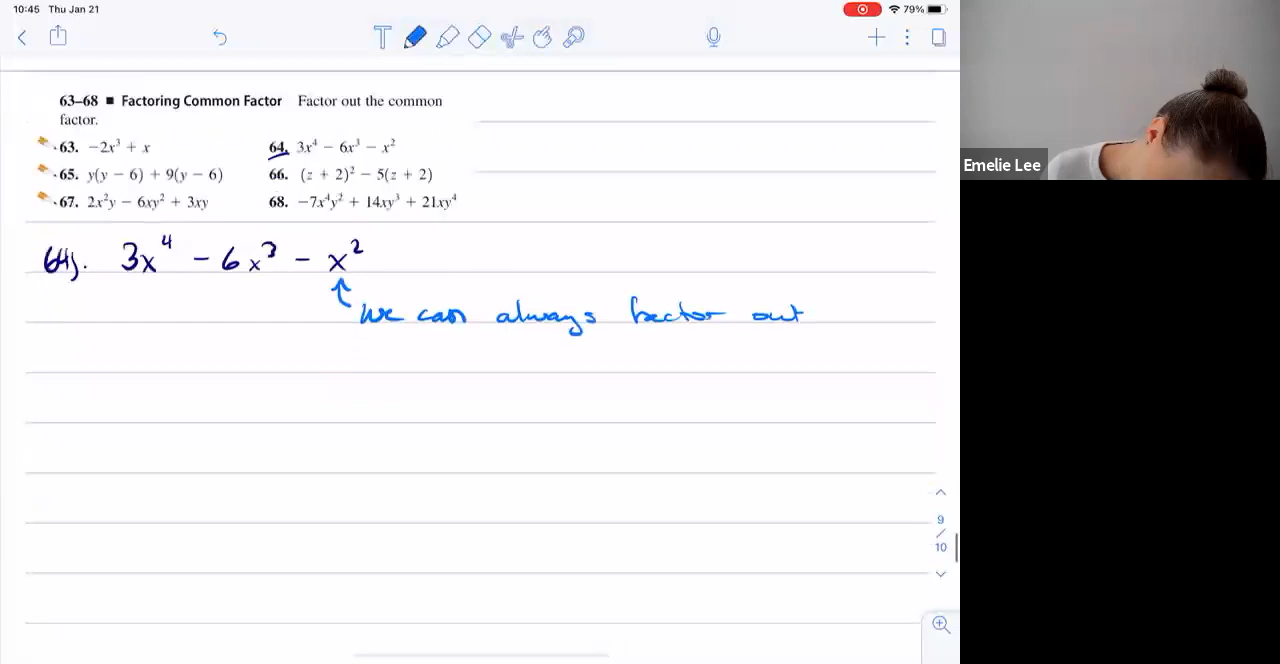 10:45 Thu Jan 21
79%
63–68 ■ Factoring Common Factor Factor out the common
factor.
63. −2x³ + x
64. 3x⁴ − 6x³ − x²
65. y(y − 6) + 9(y − 6)
66. (z + 2)² − 5(z + 2)
67. 2x²y − 6xy² + 3xy
68. −7x⁴y² + 14xy³ + 21xy⁴
64). 3x⁴ − 6x³ − x²
we can always factor out
Emelie Lee
9
/
10